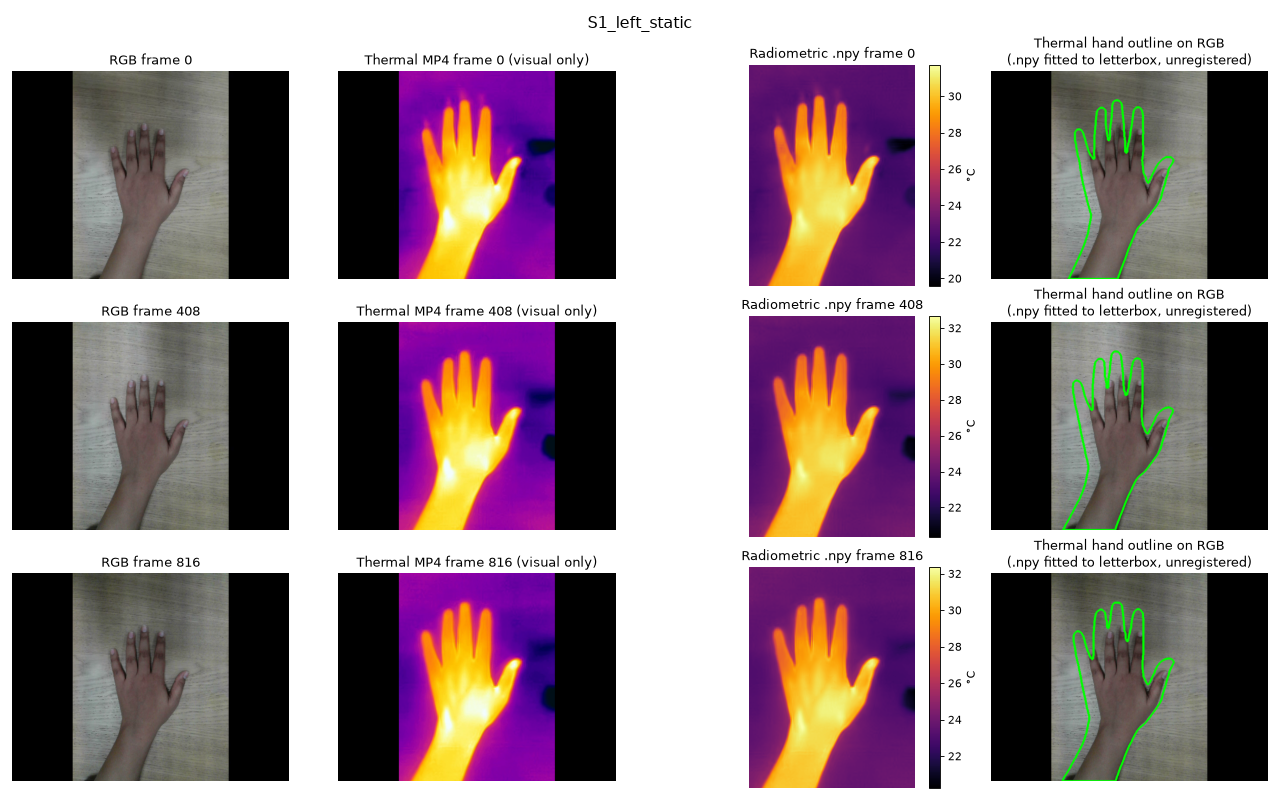 S1_left_static
RGB frame 0
Thermal MP4 frame 0 (visual only)
Radiometric .npy frame 0
Thermal hand outline on RGB
(.npy fitted to letterbox, unregistered)
30
28
26
24
22
20
°C
RGB frame 408
Thermal MP4 frame 408 (visual only)
Radiometric .npy frame 408
Thermal hand outline on RGB
(.npy fitted to letterbox, unregistered)
32
30
28
26
24
22
°C
RGB frame 816
Thermal MP4 frame 816 (visual only)
Radiometric .npy frame 816
Thermal hand outline on RGB
(.npy fitted to letterbox, unregistered)
32
30
28
26
24
22
°C